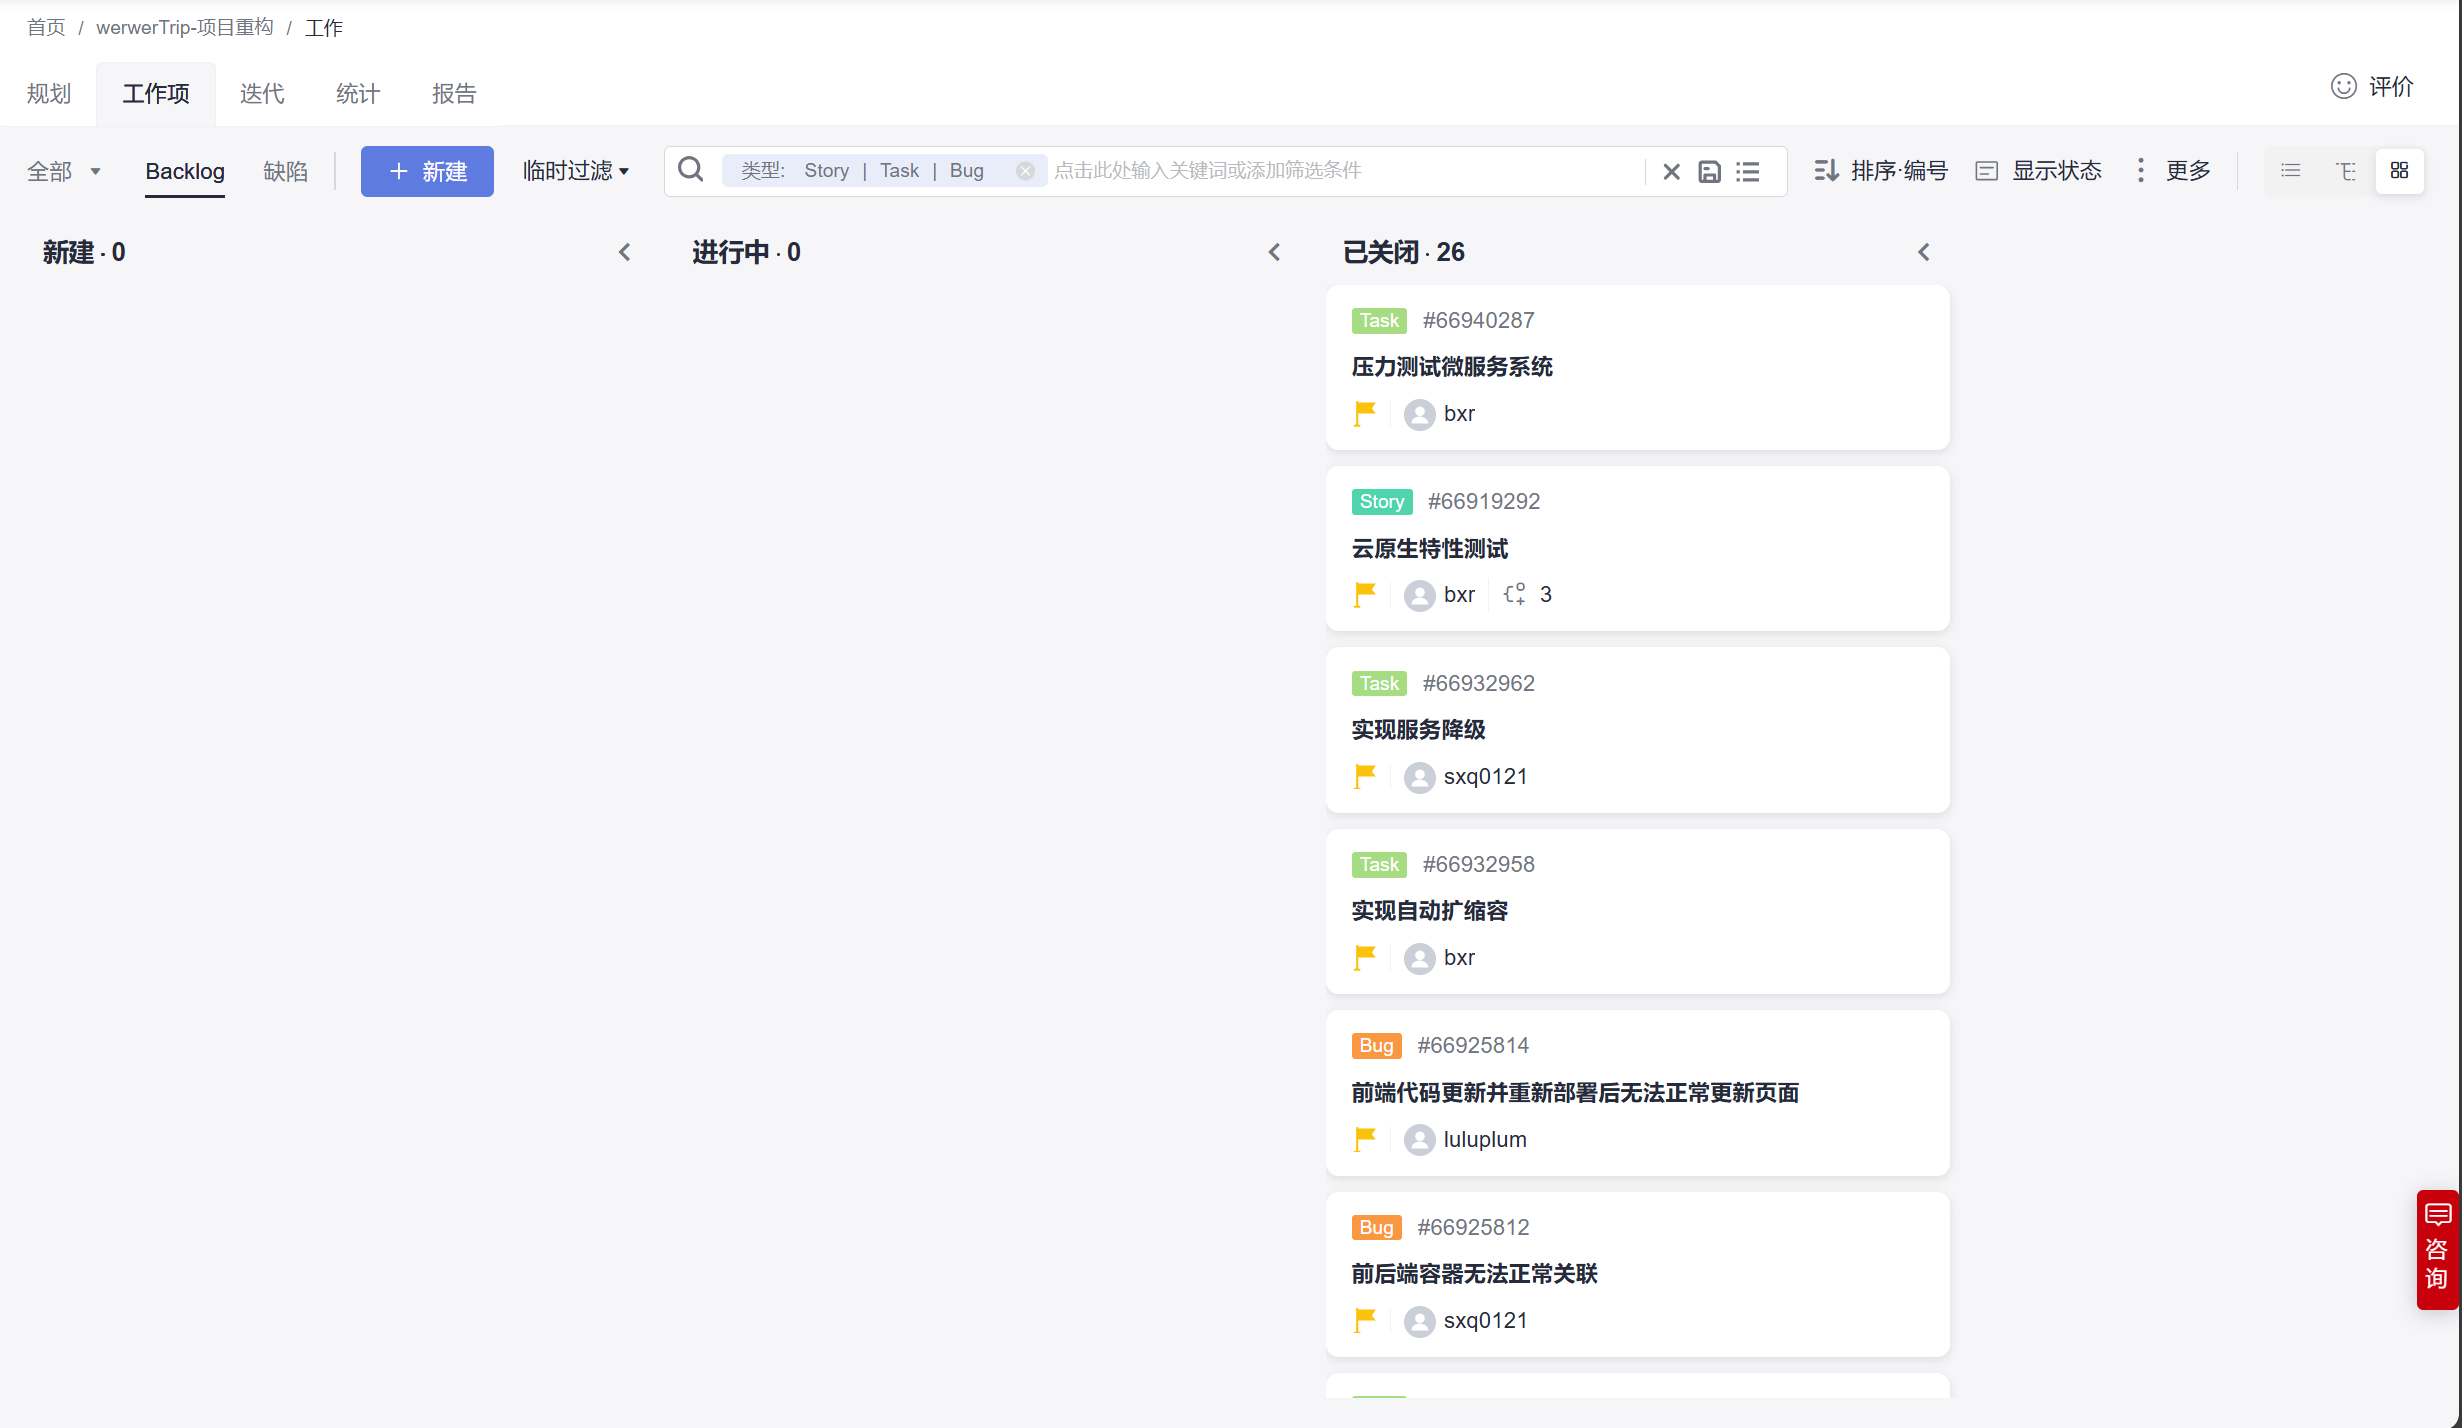 首页 / werwerTrip-项目重构 / 工作
规划 工作项 迭代 统计 报告
评价
全部 Backlog 缺陷 + 新建 临时过滤 类型: Story | Task | Bug 点击此处输入关键词或添加筛选条件 排序·编号 显示状态 更多
新建 · 0
进行中 · 0
已关闭 · 26
Task #66940287
压力测试微服务系统
bxr
Story #66919292
云原生特性测试
bxr 3
Task #66932962
实现服务降级
sxq0121
Task #66932958
实现自动扩缩容
bxr
Bug #66925814
前端代码更新并重新部署后无法正常更新页面
luluplum
Bug #66925812
前后端容器无法正常关联
sxq0121
咨询